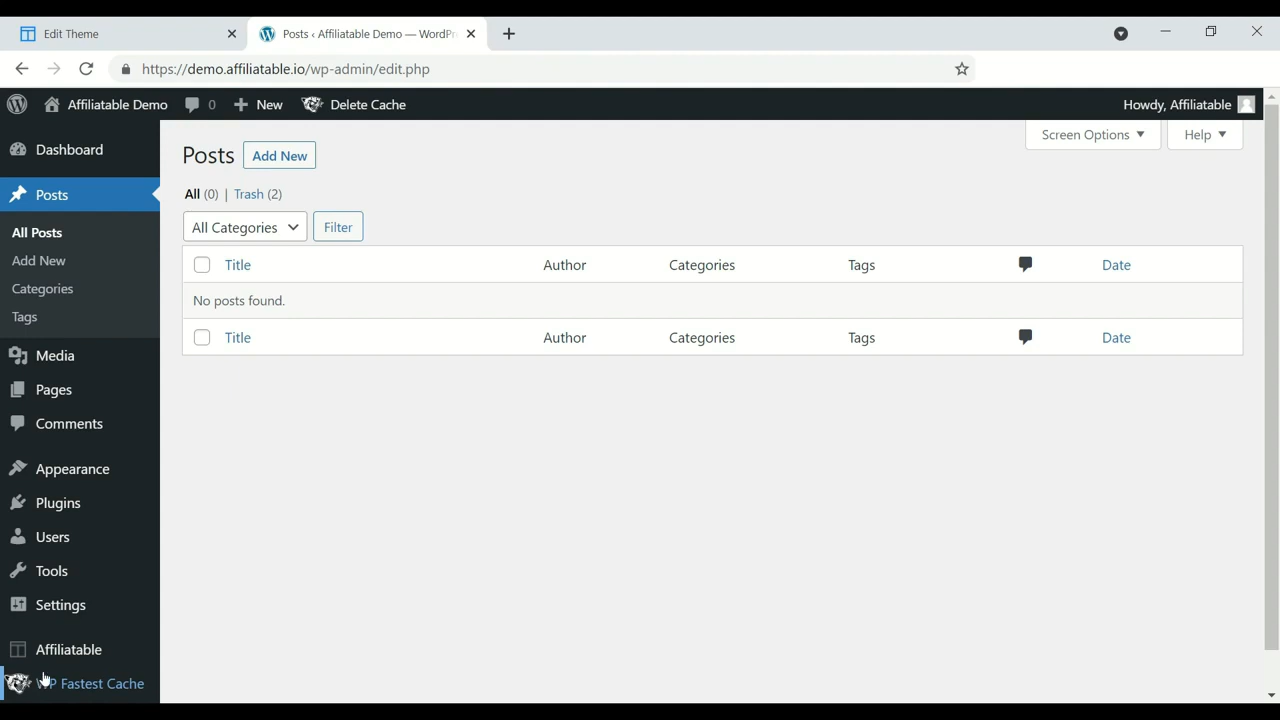 Edit Theme
Posts ‹ Affiliatable Demo — WordPr
https://demo.affiliatable.io/wp-admin/edit.php
Affiliatable Demo 0 New Delete Cache Howdy, Affiliatable
Screen Options Help
Dashboard
Posts
All Posts
Add New
Categories
Tags
Media
Pages
Comments
Appearance
Plugins
Users
Tools
Settings
Affiliatable
WP Fastest Cache
Posts Add New
All (0) | Trash (2)
All Categories Filter
Title Author Categories Tags Date
No posts found.
Title Author Categories Tags Date